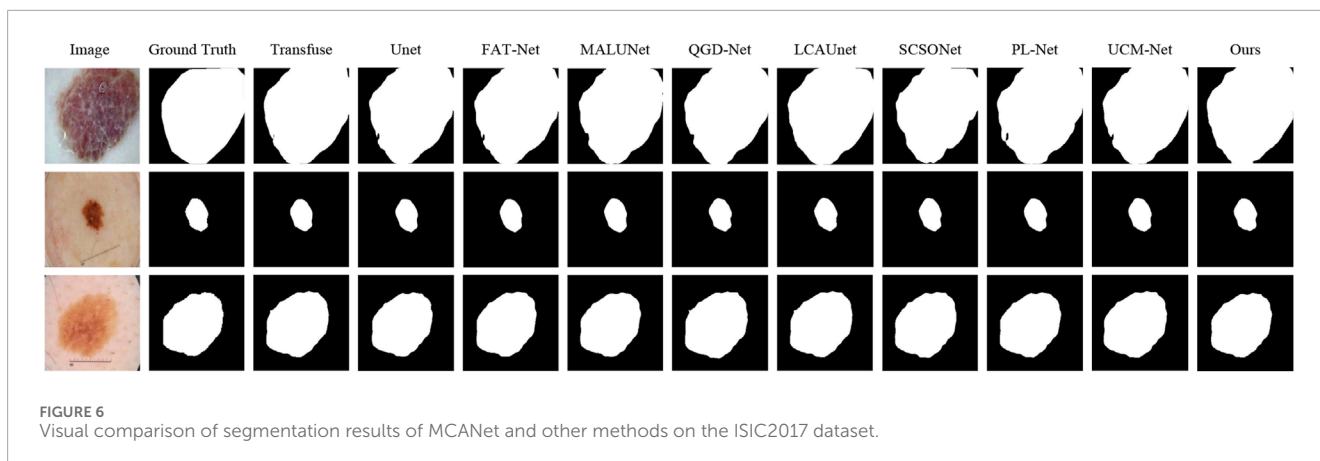 Image Ground Truth Transfuse Unet FAT-Net MALUNet QGD-Net LCAUnet SCSONet PL-Net UCM-Net Ours
FIGURE 6
Visual comparison of segmentation results of MCANet and other methods on the ISIC2017 dataset.